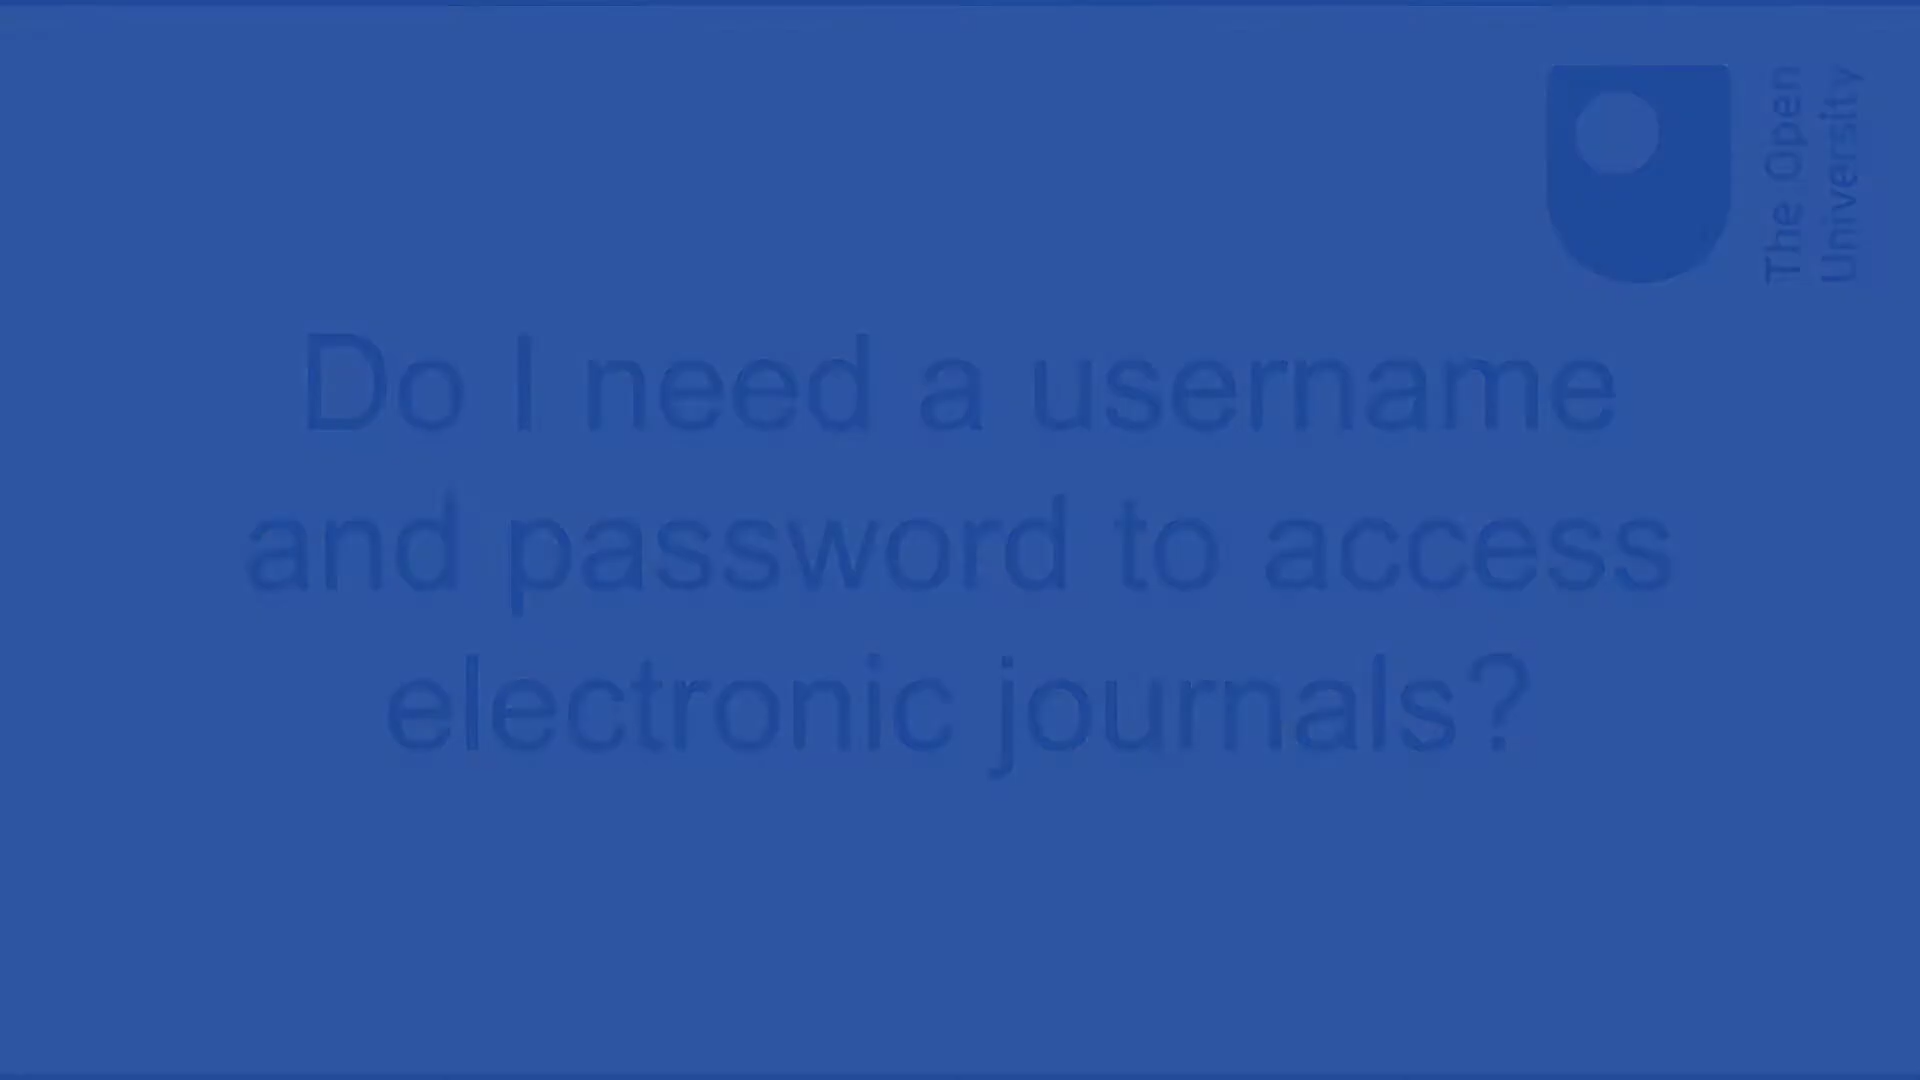 The Open
University
Do I need a username
and password to access
electronic journals?